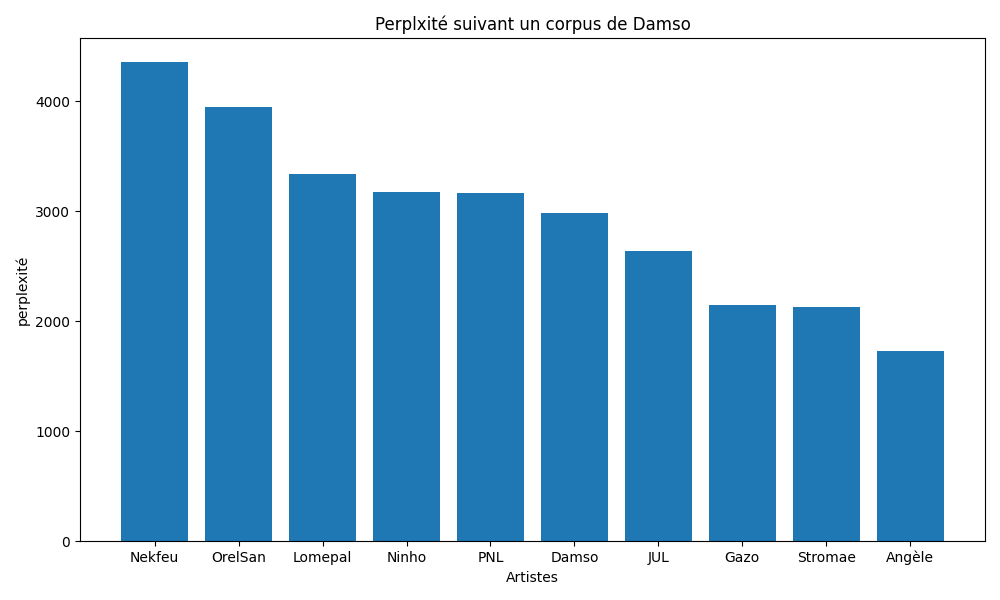 Perplxité suivant un corpus de Damso
perplexité
4000
3000
2000
1000
0
Nekfeu OrelSan Lomepal Ninho PNL Damso JUL Gazo Stromae Angèle
Artistes